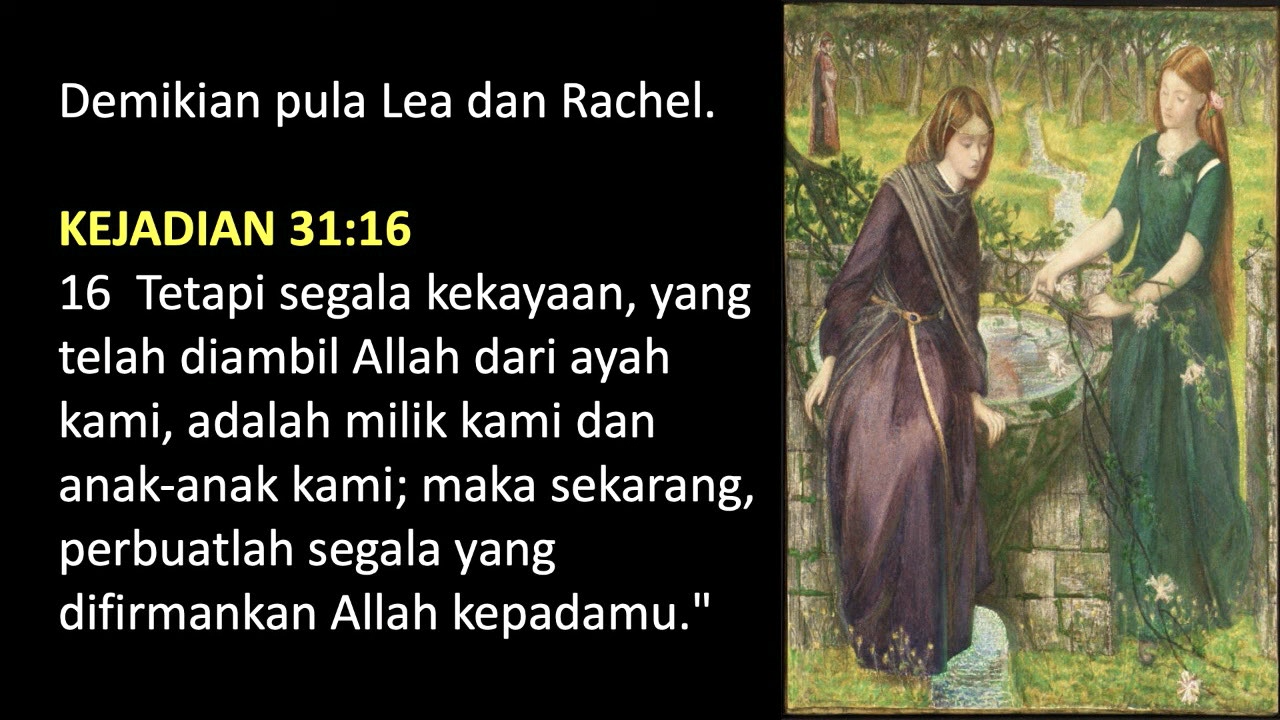 Demikian pula Lea dan Rachel.
KEJADIAN 31:16
16  Tetapi segala kekayaan, yang
telah diambil Allah dari ayah
kami, adalah milik kami dan
anak-anak kami; maka sekarang,
perbuatlah segala yang
difirmankan Allah kepadamu."